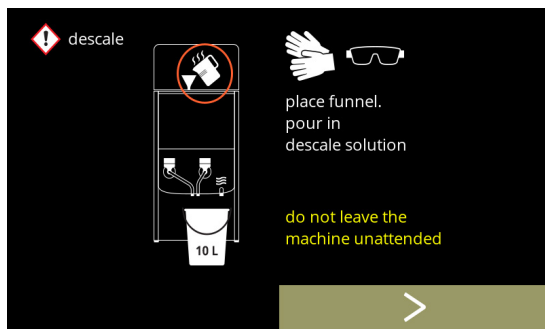 descale
place funnel.
pour in
descale solution
do not leave the
machine unattended
10 L